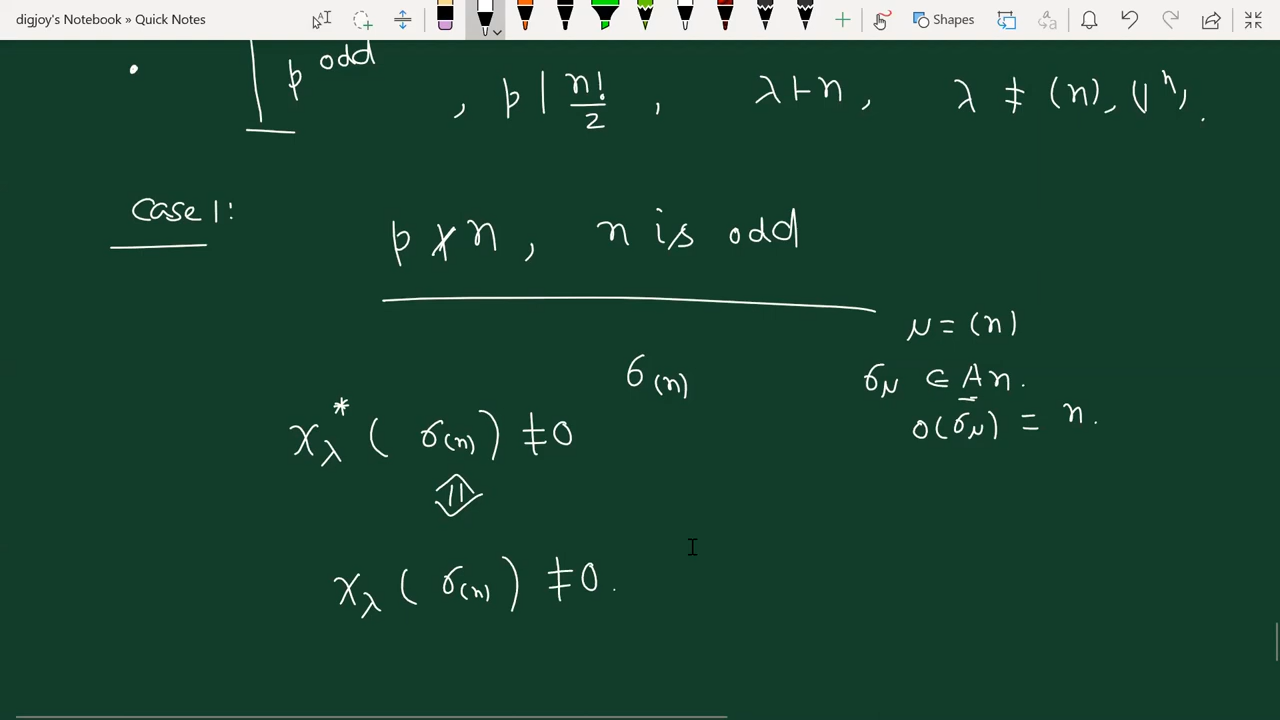 digjoy's Notebook » Quick Notes
Shapes
• p odd , p | n!/2 , λ ⊢ n , λ ≠ (n), (1ⁿ).
Case 1:
p ∤ n , n is odd
μ = (n)
σ(n)
σμ ∈ An.
o(σμ) = n.
χλ* ( σ(n) ) ≠ 0
⇕
χλ ( σ(n) ) ≠ 0.